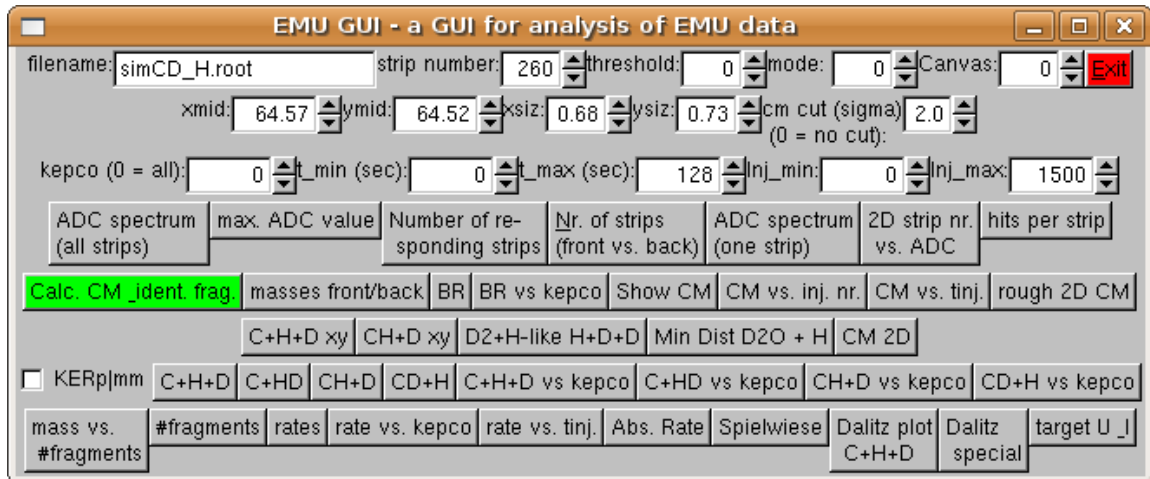 EMU GUI - a GUI for analysis of EMU data
filename: simCD_H.root strip number: 260 threshold: 0 mode: 0 Canvas: 0 Exit
xmid: 64.57 ymid: 64.52 xsiz: 0.68 ysiz: 0.73 cm cut (sigma) 2.0
(0 = no cut):
kepco (0 = all): 0 t_min (sec): 0 t_max (sec): 128 Inj_min: 0 Inj_max: 1500
ADC spectrum max. ADC value Number of re- Nr. of strips ADC spectrum 2D strip nr. hits per strip
(all strips) sponding strips (front vs. back) (one strip) vs. ADC
Calc. CM _ident. frag. masses front/back BR BR vs kepco Show CM CM vs. inj. nr. CM vs. tinj. rough 2D CM
C+H+D xy CH+D xy D2+H-like H+D+D Min Dist D2O + H CM 2D
KERp|mm C+H+D C+HD CH+D CD+H C+H+D vs kepco C+HD vs kepco CH+D vs kepco CD+H vs kepco
mass vs. #fragments rates rate vs. kepco rate vs. tinj. Abs. Rate Spielwiese Dalitz plot Dalitz target U _I
#fragments C+H+D special